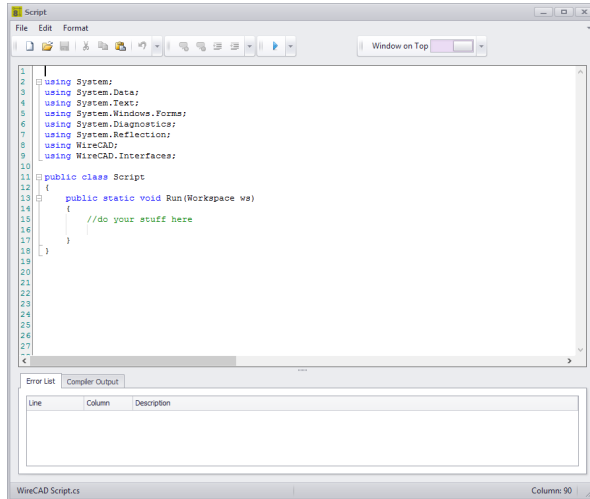 Script
File Edit Format
Window on Top
1
2 using System;
3 using System.Data;
4 using System.Text;
5 using System.Windows.Forms;
6 using System.Diagnostics;
7 using System.Reflection;
8 using WireCAD;
9 using WireCAD.Interfaces;
10
11 public class Script
12 {
13 public static void Run(Workspace ws)
14 {
15 //do your stuff here
16
17 }
18 }
19
20
21
22
23
24
25
26
27
Error List Compiler Output
Line Column Description
WireCAD Script.cs Column: 90